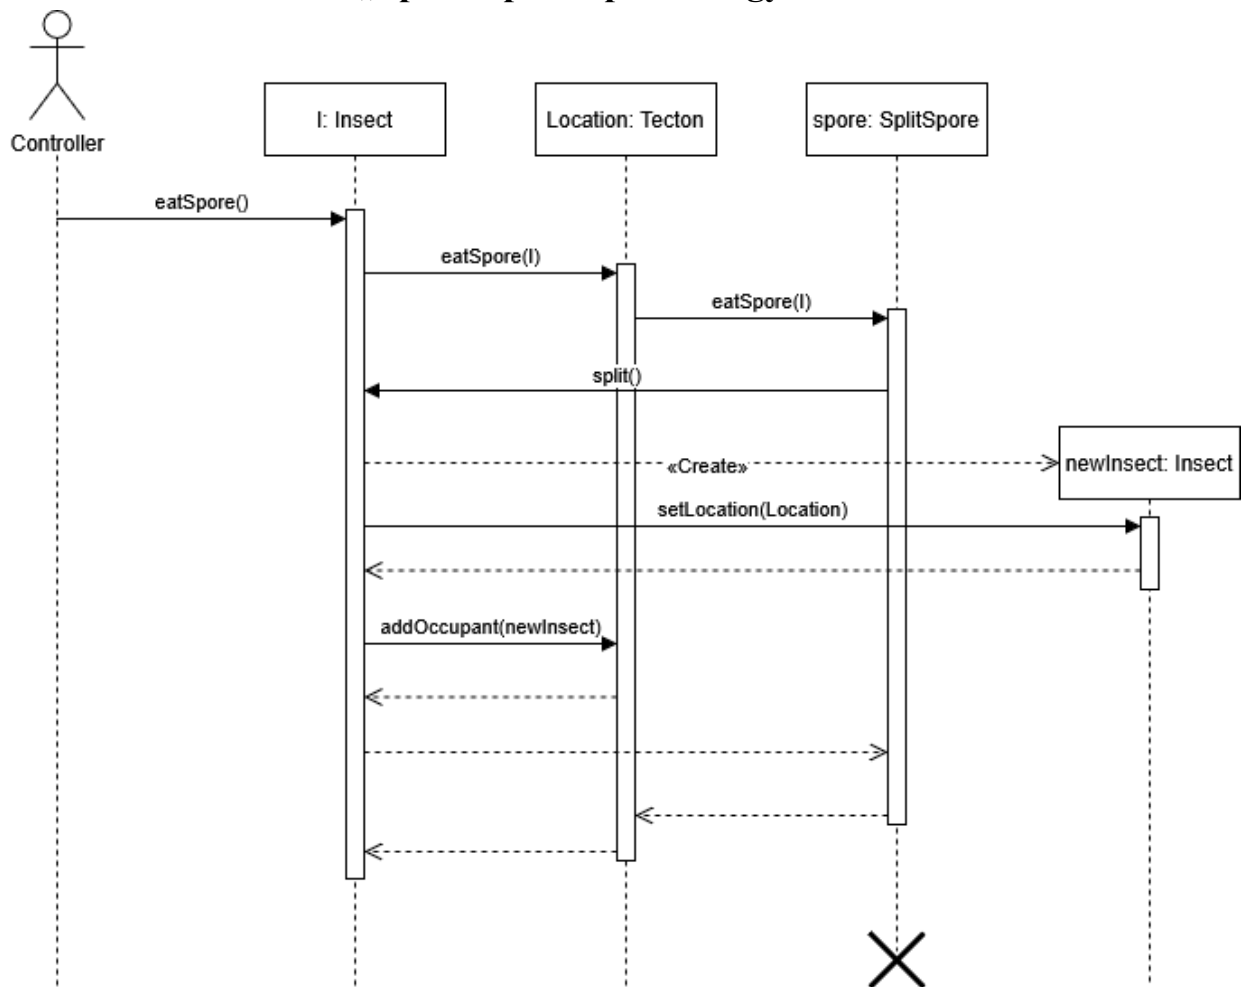 Controller
I: Insect
Location: Tecton
spore: SplitSpore
eatSpore()
eatSpore(I)
eatSpore(I)
split()
«Create»
newInsect: Insect
setLocation(Location)
addOccupant(newInsect)